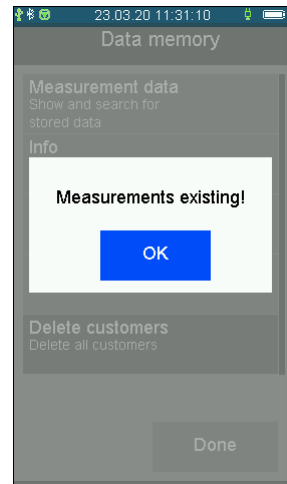 23.03.20 11:31:10
Data memory
Measurement data
Show and search for
stored data
Info
Measurements existing!
OK
Delete customers
Delete all customers
Done